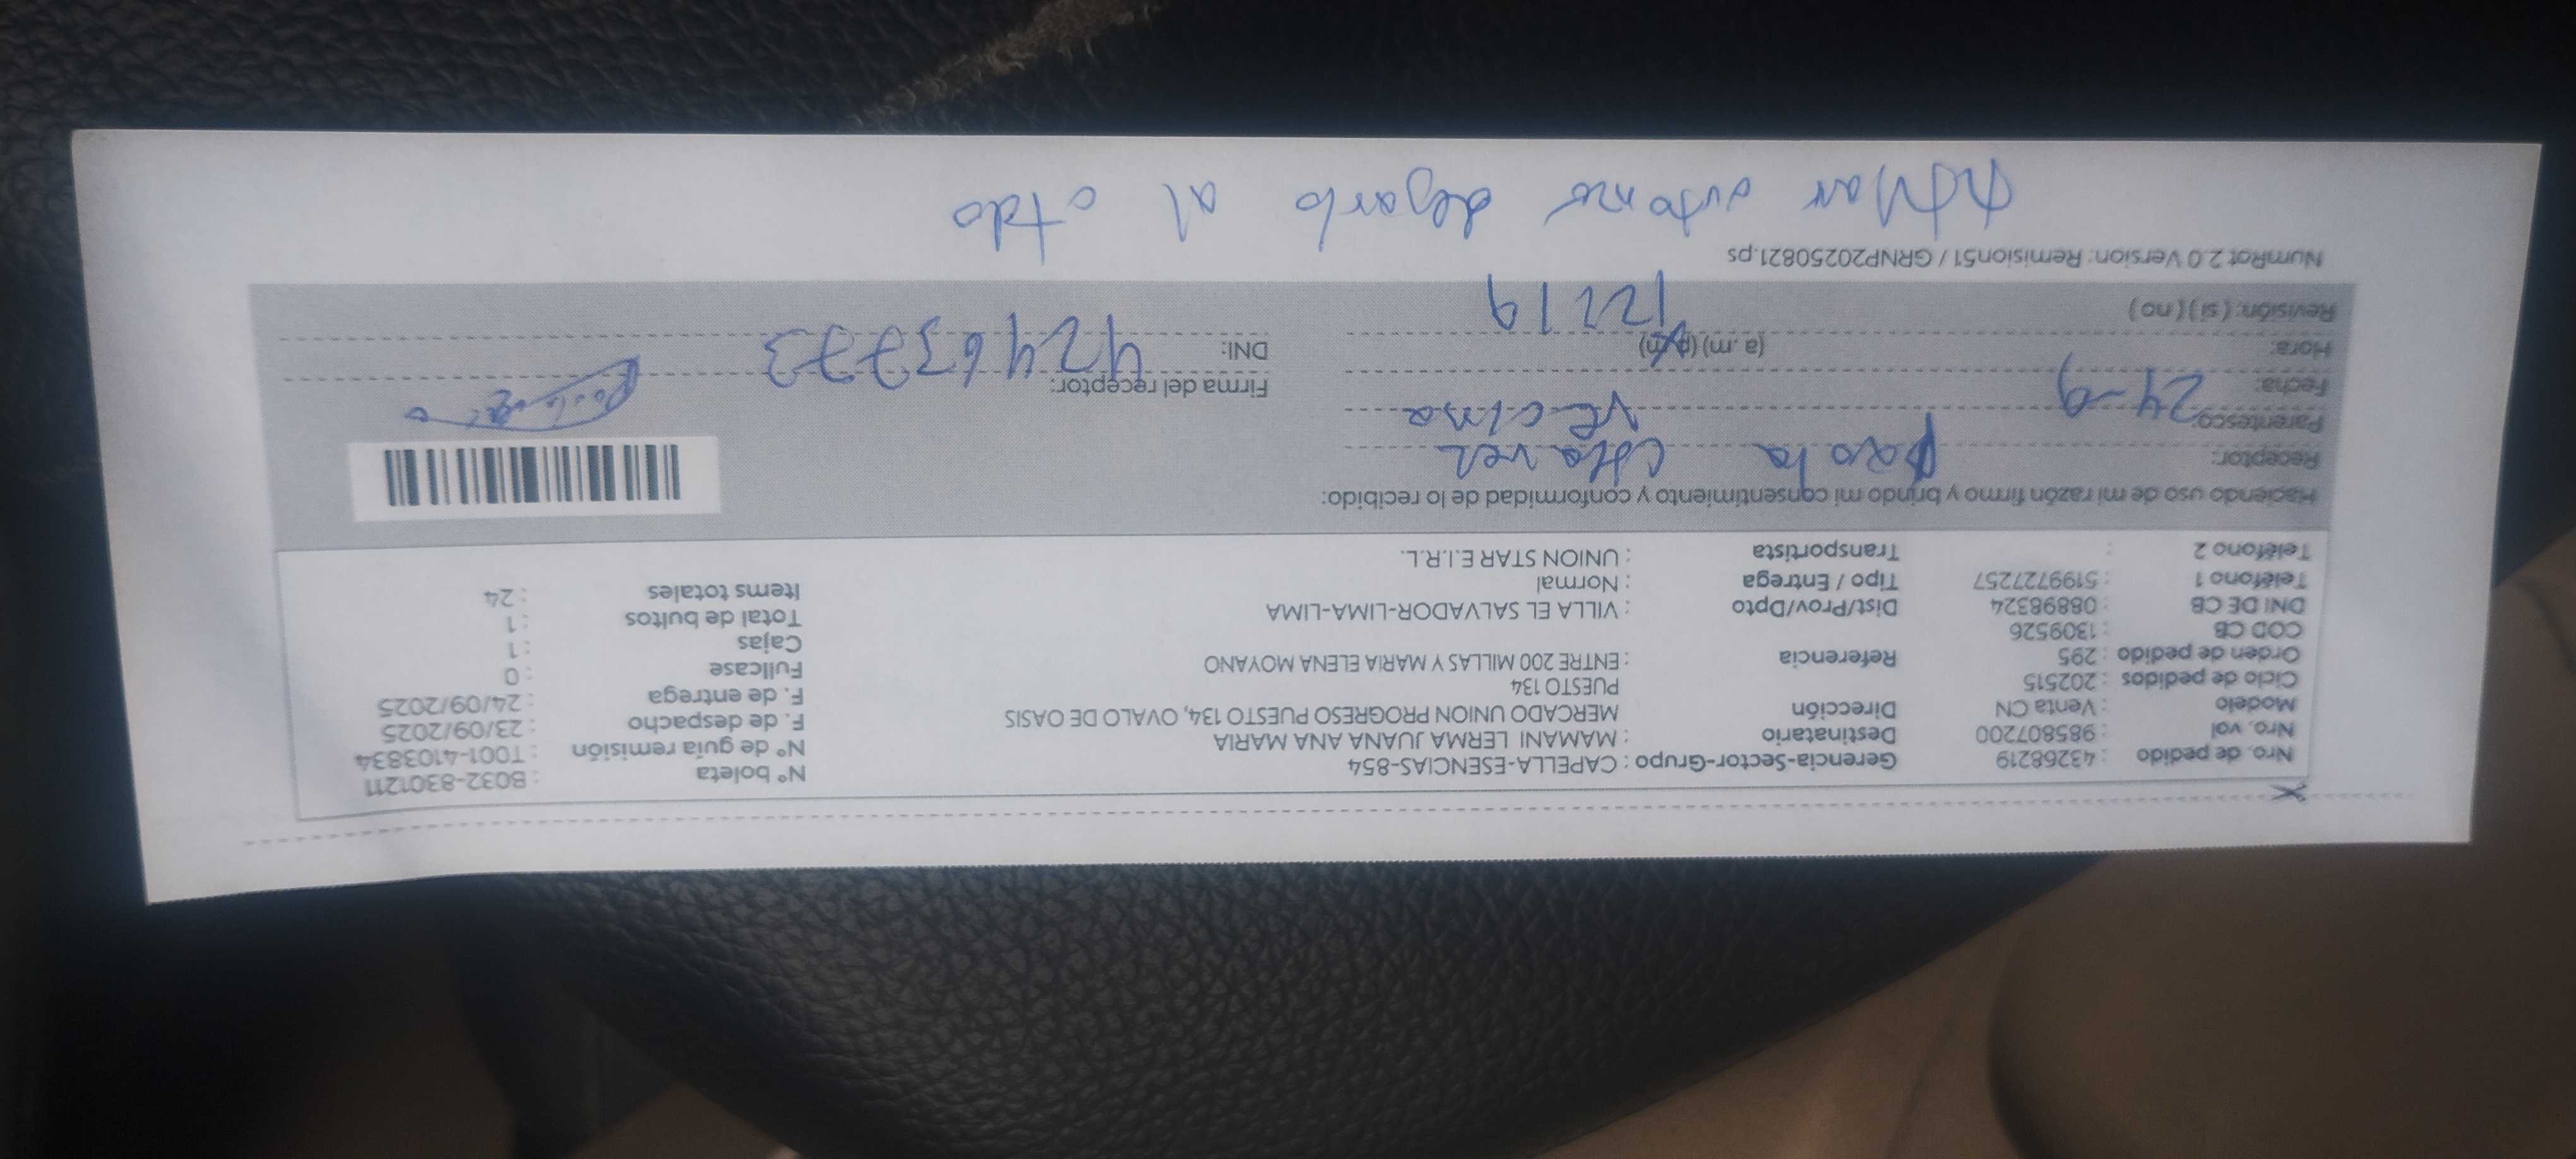 Nro. de pedido : 43268219
Nro. vol : 985807200
Modelo : Venta CN
Ciclo de pedidos : 202515
Orden de pedido : 295
COD CB : 1309526
DNI DE CB : 08898324
Teléfono 1 : 51997277257
Teléfono 2 :
Gerencia-Sector-Grupo : CAPELLA-ESENCIAS-854
Destinatario : MAMANI LERMA JUANA ANA MARIA
Dirección MERCADO UNION PROGRESO PUESTO 134, OVALO DE OASIS
PUESTO 134
Referencia : ENTRE 200 MILLAS Y MARIA ELENA MOYANO
Dist/Prov/Dpto : VILLA EL SALVADOR-LIMA-LIMA
Tipo / Entrega : Normal
Transportista : UNION STAR E.I.R.L.
N° boleta : B032-8301211
N° de guía remisión : T001-4103834
F. de despacho : 23/09/2025
F. de entrega : 24/09/2025
Fullcase : 0
Cajas : 1
Total de bultos : 1
Items totales : 24
Haciendo uso de mi razón firmo y brindo mi consentimiento y conformidad de lo recibido:
Receptor: Paola Chavez
Parentesco: vecina
Fecha: 24-9
Hora: (a .m) (p.m) 12 19
Revisión: ( si ) ( no )
Firma del receptor:
DNI: 42463773
NumRot 2.0 Version: Remision51 / GRNP20250821.ps
dejarlo al